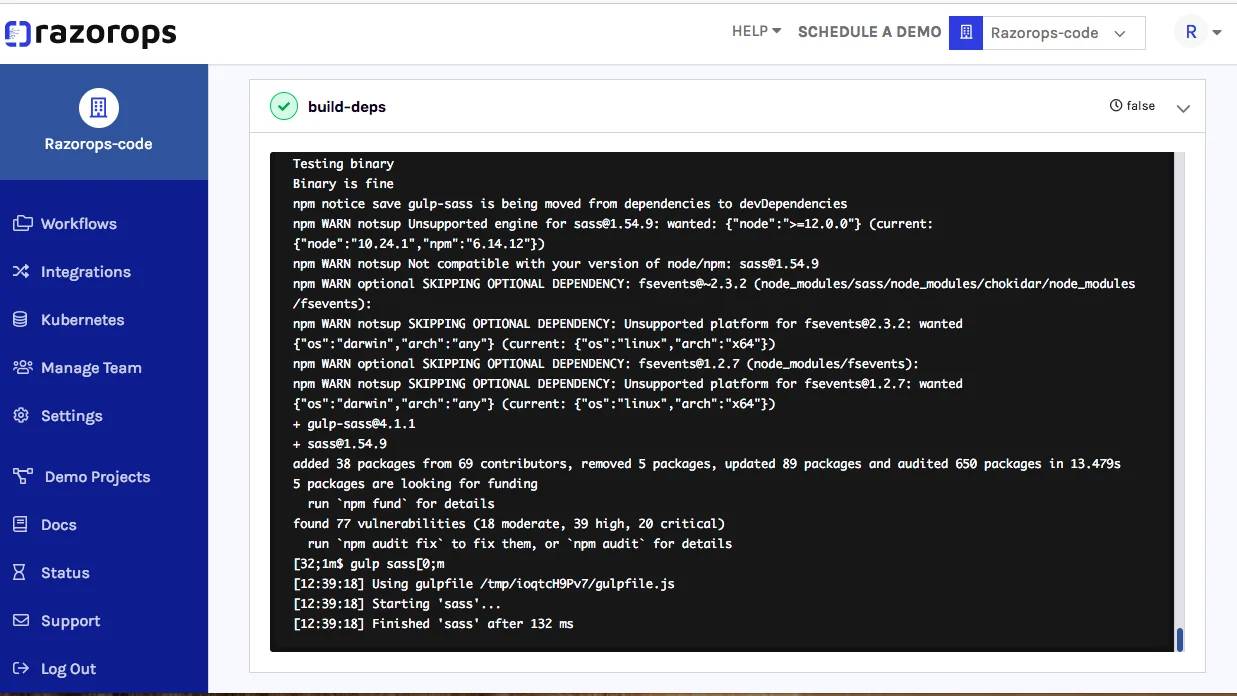 razorops
HELP
SCHEDULE A DEMO
Razorops-code
R
Razorops-code
Workflows
Integrations
Kubernetes
Manage Team
Settings
Demo Projects
Docs
Status
Support
Log Out
build-deps
false
Testing binary
Binary is fine
npm notice save gulp-sass is being moved from dependencies to devDependencies
npm WARN notsup Unsupported engine for sass@1.54.9: wanted: {"node":">=12.0.0"} (current:
{"node":"10.24.1","npm":"6.14.12"})
npm WARN notsup Not compatible with your version of node/npm: sass@1.54.9
npm WARN optional SKIPPING OPTIONAL DEPENDENCY: fsevents@~2.3.2 (node_modules/sass/node_modules/chokidar/node_modules
/fsevents):
npm WARN notsup SKIPPING OPTIONAL DEPENDENCY: Unsupported platform for fsevents@2.3.2: wanted
{"os":"darwin","arch":"any"} (current: {"os":"linux","arch":"x64"})
npm WARN optional SKIPPING OPTIONAL DEPENDENCY: fsevents@1.2.7 (node_modules/fsevents):
npm WARN notsup SKIPPING OPTIONAL DEPENDENCY: Unsupported platform for fsevents@1.2.7: wanted
{"os":"darwin","arch":"any"} (current: {"os":"linux","arch":"x64"})
+ gulp-sass@4.1.1
+ sass@1.54.9
added 38 packages from 69 contributors, removed 5 packages, updated 89 packages and audited 650 packages in 13.479s
5 packages are looking for funding
run `npm fund` for details
found 77 vulnerabilities (18 moderate, 39 high, 20 critical)
run `npm audit fix` to fix them, or `npm audit` for details
[32;1m$ gulp sass[0;m
[12:39:18] Using gulpfile /tmp/ioqtcH9Pv7/gulpfile.js
[12:39:18] Starting 'sass'...
[12:39:18] Finished 'sass' after 132 ms